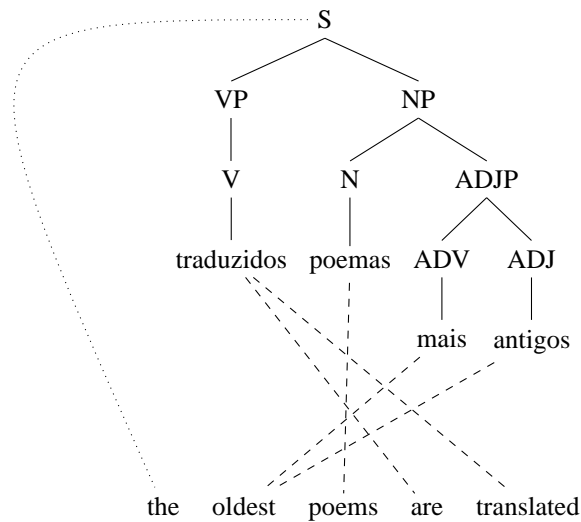 S
VP NP
V N ADJP
traduzidos poemas ADV ADJ
mais antigos
the oldest poems are translated